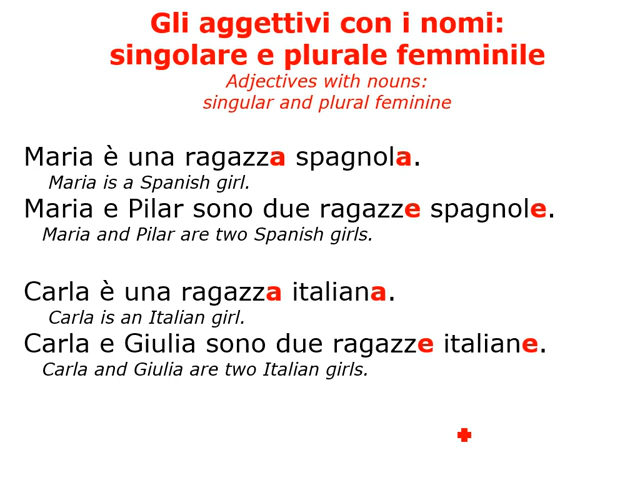 Gli aggettivi con i nomi:
singolare e plurale femminile
Adjectives with nouns:
singular and plural feminine
Maria è una ragazza spagnola.
Maria is a Spanish girl.
Maria e Pilar sono due ragazze spagnole.
Maria and Pilar are two Spanish girls.
Carla è una ragazza italiana.
Carla is an Italian girl.
Carla e Giulia sono due ragazze italiane.
Carla and Giulia are two Italian girls.